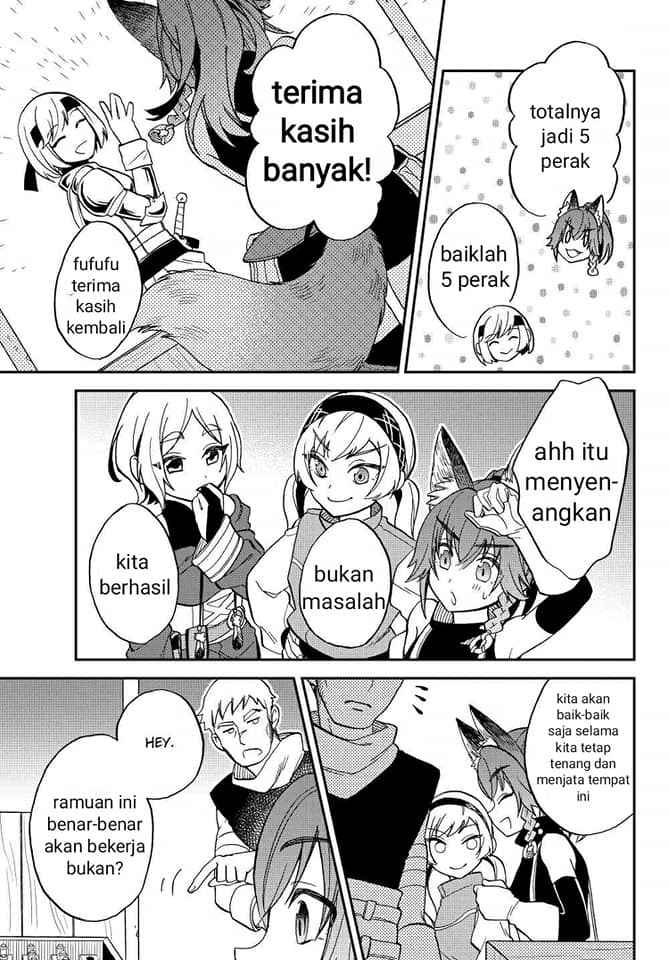 totalnya
jadi 5
perak
baiklah
5 perak
terima
kasih
banyak!
fufufu
terima
kasih
kembali
ahh itu
menyen-
angkan
bukan
masalah
kita
berhasil
kita akan
baik-baik
saja selama
kita tetap
tenang dan
menjata tempat
ini
HEY.
ramuan ini
benar-benar
akan bekerja
bukan?